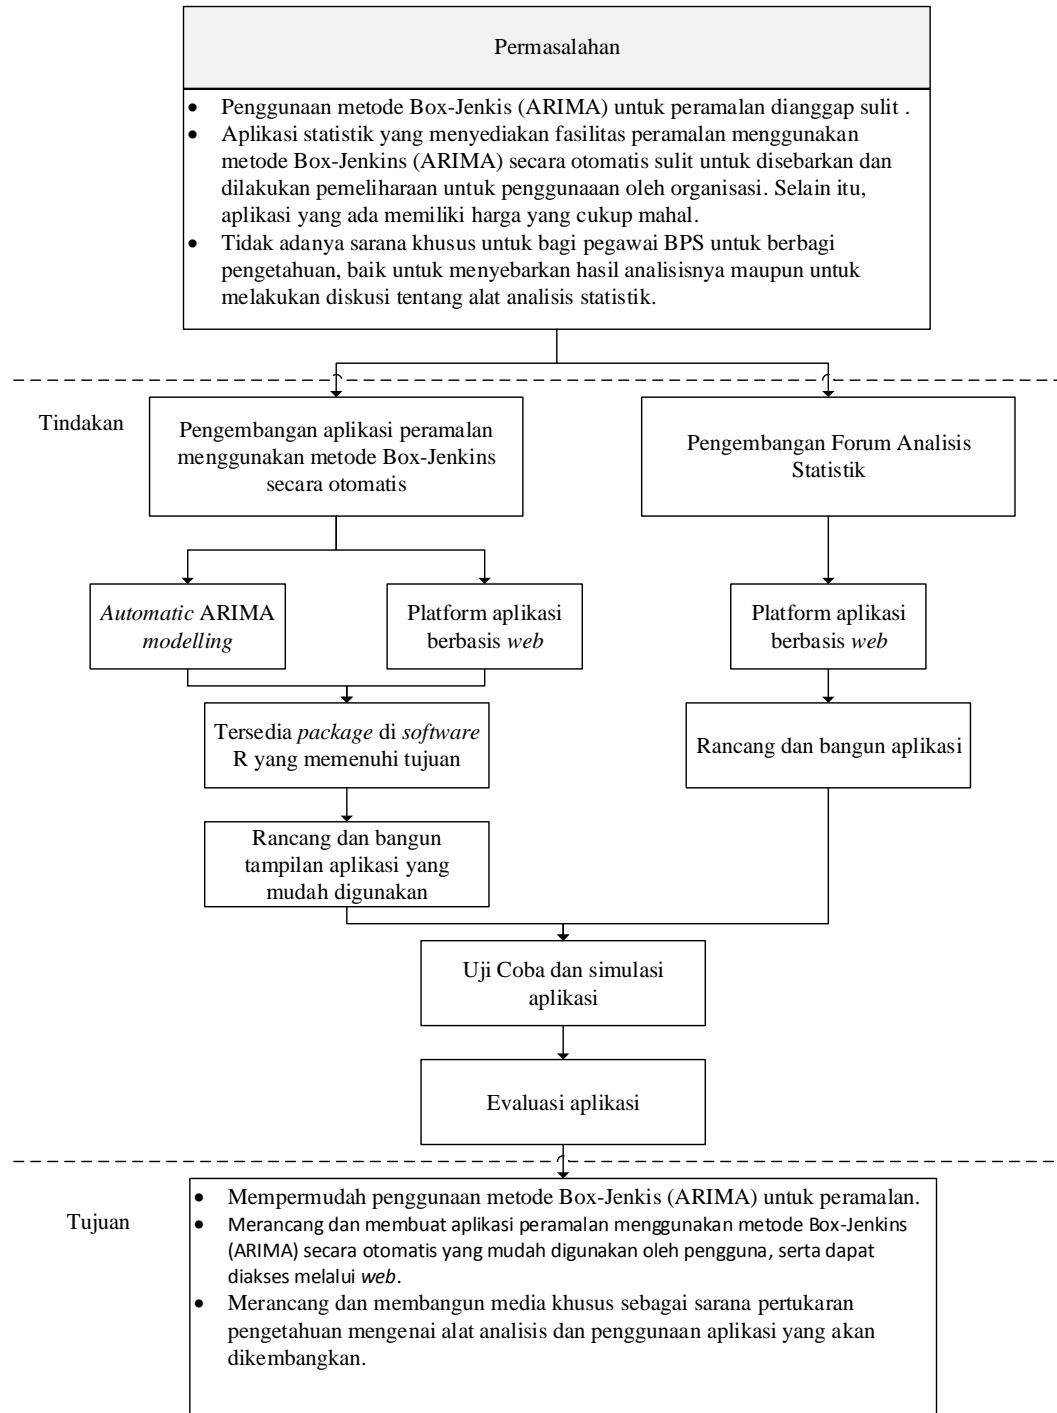 Permasalahan
• Penggunaan metode Box-Jenkis (ARIMA) untuk peramalan dianggap sulit .
• Aplikasi statistik yang menyediakan fasilitas peramalan menggunakan
metode Box-Jenkins (ARIMA) secara otomatis sulit untuk disebarkan dan
dilakukan pemeliharaan untuk penggunaaan oleh organisasi. Selain itu,
aplikasi yang ada memiliki harga yang cukup mahal.
• Tidak adanya sarana khusus untuk bagi pegawai BPS untuk berbagi
pengetahuan, baik untuk menyebarkan hasil analisisnya maupun untuk
melakukan diskusi tentang alat analisis statistik.
Tindakan
Pengembangan aplikasi peramalan
menggunakan metode Box-Jenkins
secara otomatis
Pengembangan Forum Analisis
Statistik
Automatic ARIMA
modelling
Platform aplikasi
berbasis web
Platform aplikasi
berbasis web
Tersedia package di software
R yang memenuhi tujuan
Rancang dan bangun aplikasi
Rancang dan bangun
tampilan aplikasi yang
mudah digunakan
Uji Coba dan simulasi
aplikasi
Evaluasi aplikasi
Tujuan
• Mempermudah penggunaan metode Box-Jenkis (ARIMA) untuk peramalan.
• Merancang dan membuat aplikasi peramalan menggunakan metode Box-Jenkins
(ARIMA) secara otomatis yang mudah digunakan oleh pengguna, serta dapat
diakses melalui web.
• Merancang dan membangun media khusus sebagai sarana pertukaran
pengetahuan mengenai alat analisis dan penggunaan aplikasi yang akan
dikembangkan.